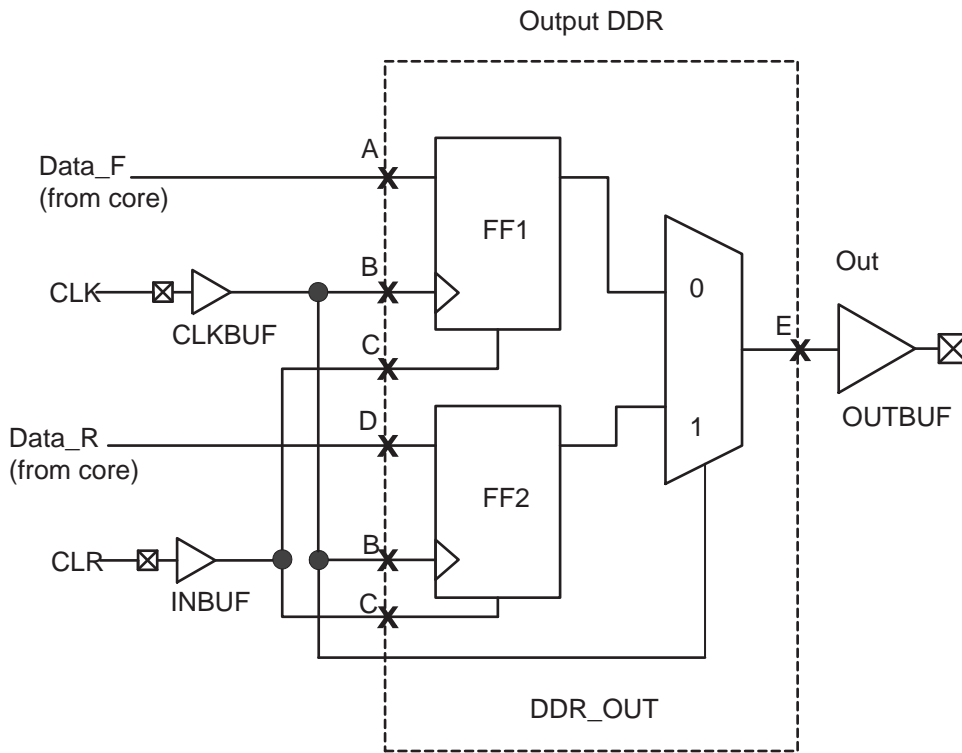 Output DDR
A
Data_F
(from core)
FF1
B
Out
CLK
0
CLKBUF
E
C
D
OUTBUF
Data_R
(from core)
1
FF2
B
CLR
INBUF
C
DDR_OUT